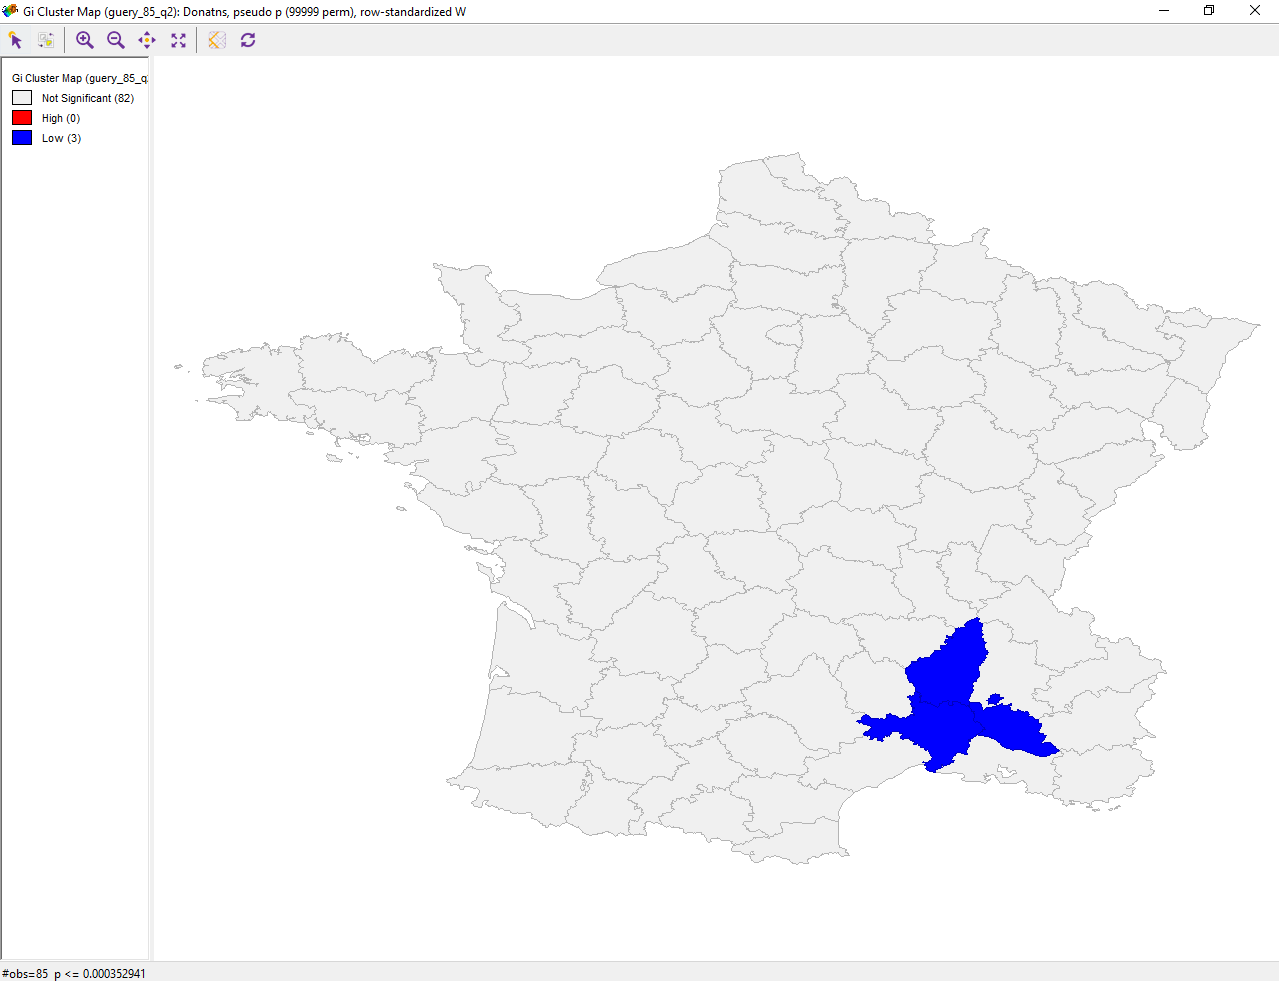 Gi Cluster Map (guery_85_q2): Donatns, pseudo p (99999 perm), row-standardized W
Gi Cluster Map (guery_85_q
Not Significant (82)
High (0)
Low (3)
#obs=85 p <= 0.000352941